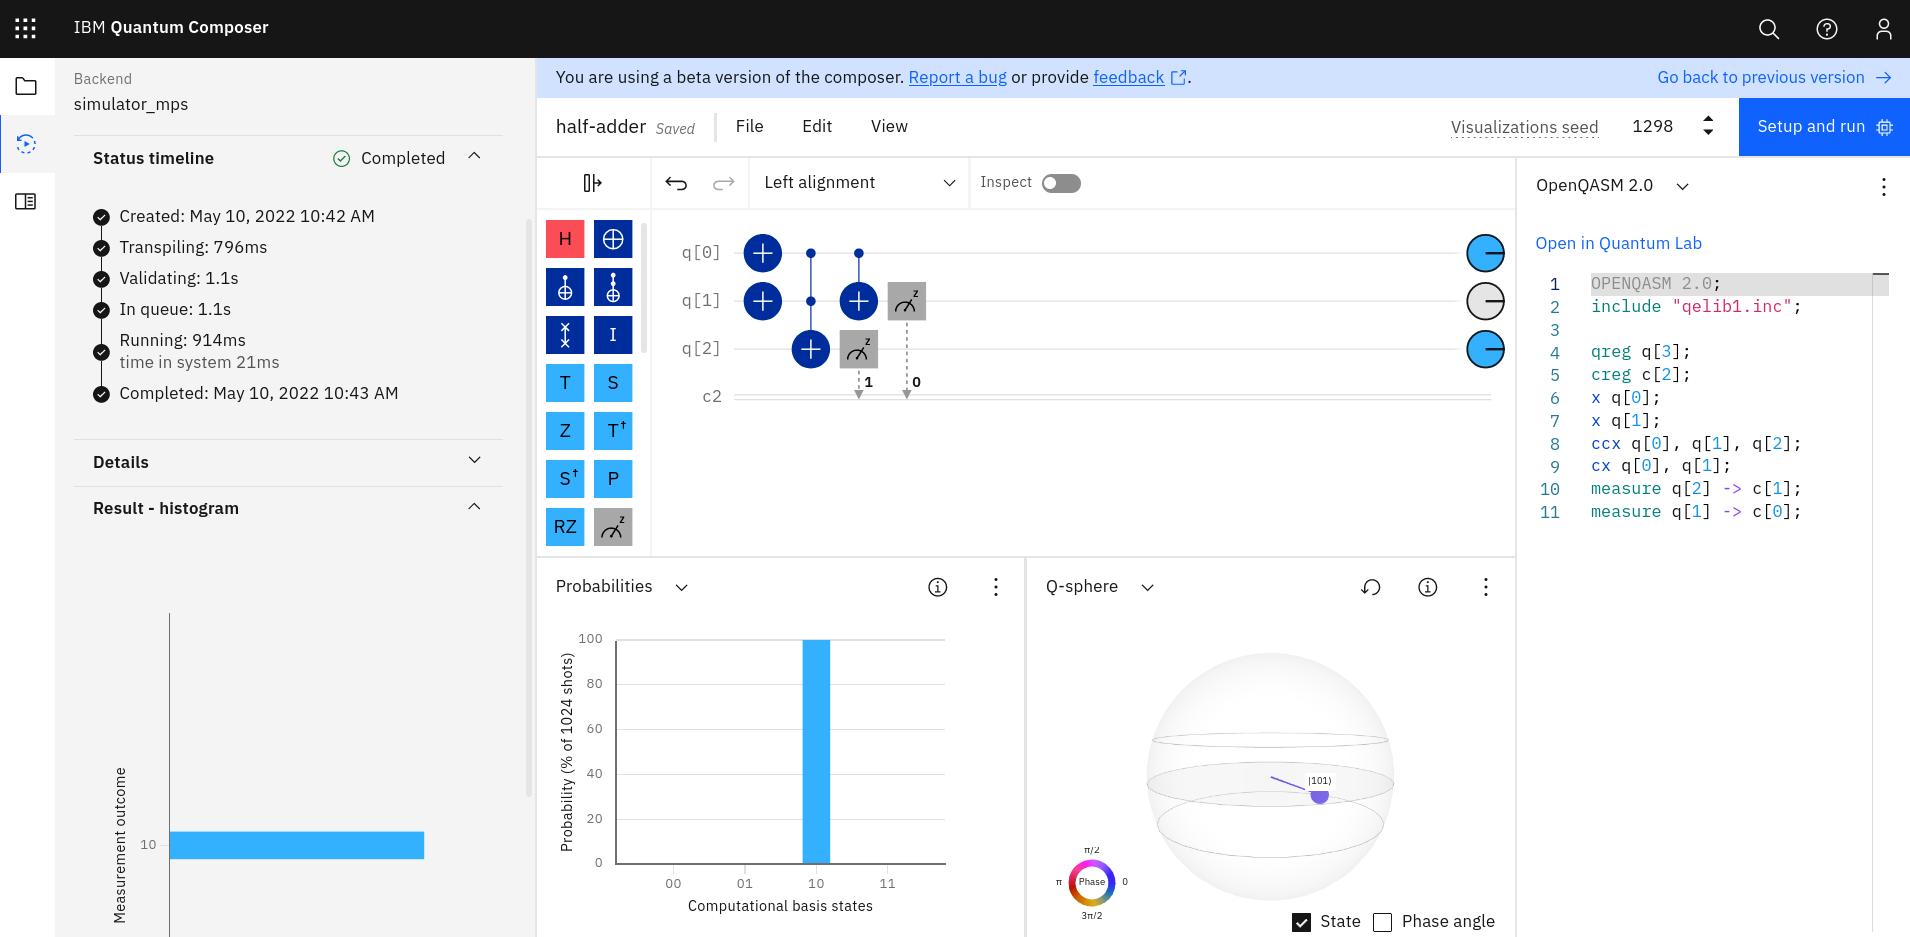 IBM Quantum Composer
Backend
simulator_mps
Status timeline
Completed
Created: May 10, 2022 10:42 AM
Transpiling: 796ms
Validating: 1.1s
In queue: 1.1s
Running: 914ms
time in system 21ms
Completed: May 10, 2022 10:43 AM
Details
Result - histogram
Measurement outcome
10
You are using a beta version of the composer. Report a bug or provide feedback.
Go back to previous version
half-adder Saved
File
Edit
View
Visualizations seed
1298
Setup and run
Left alignment
Inspect
H
I
T
S
Z
T†
S†
P
RZ
z
q[0]
q[1]
z
q[2]
z
1
0
c2
OpenQASM 2.0
Open in Quantum Lab
1 OPENQASM 2.0;
2 include "qelib1.inc";
3
4 qreg q[3];
5 creg c[2];
6 x q[0];
7 x q[1];
8 ccx q[0], q[1], q[2];
9 cx q[0], q[1];
10 measure q[2] -> c[1];
11 measure q[1] -> c[0];
Probabilities
Probability (% of 1024 shots)
100
80
60
40
20
0
00
01
10
11
Computational basis states
Q-sphere
|101⟩
π/2
π
Phase
0
3π/2
State
Phase angle